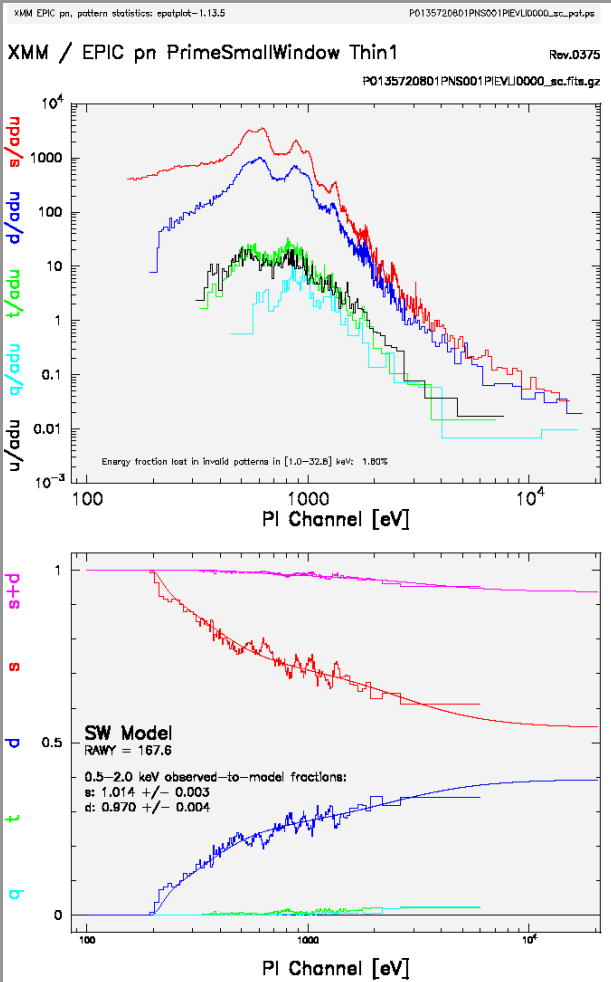 XMM EPIC pn, pattern statistics: epatplot-1.13.5 P0135720801PNS001PIEVLI0000_sc_pat.ps
XMM / EPIC pn PrimeSmallWindow Thin1 Rev.0375
P0135720801PNS001PIEVLI0000_sc.fits.gz
u/adu q/adu t/adu d/adu s/adu
10⁴
1000
100
10
1
0.1
0.01
10⁻³
Energy fraction lost in invalid patterns in [1.0-32.8] keV: 1.80%
100 1000 10⁴
PI Channel [eV]
q t d s s+d
1
0.5
0
SW Model
RAWY = 167.6
0.5-2.0 keV observed-to-model fractions:
s: 1.014 +/- 0.003
d: 0.970 +/- 0.004
100 1000 10⁴
PI Channel [eV]